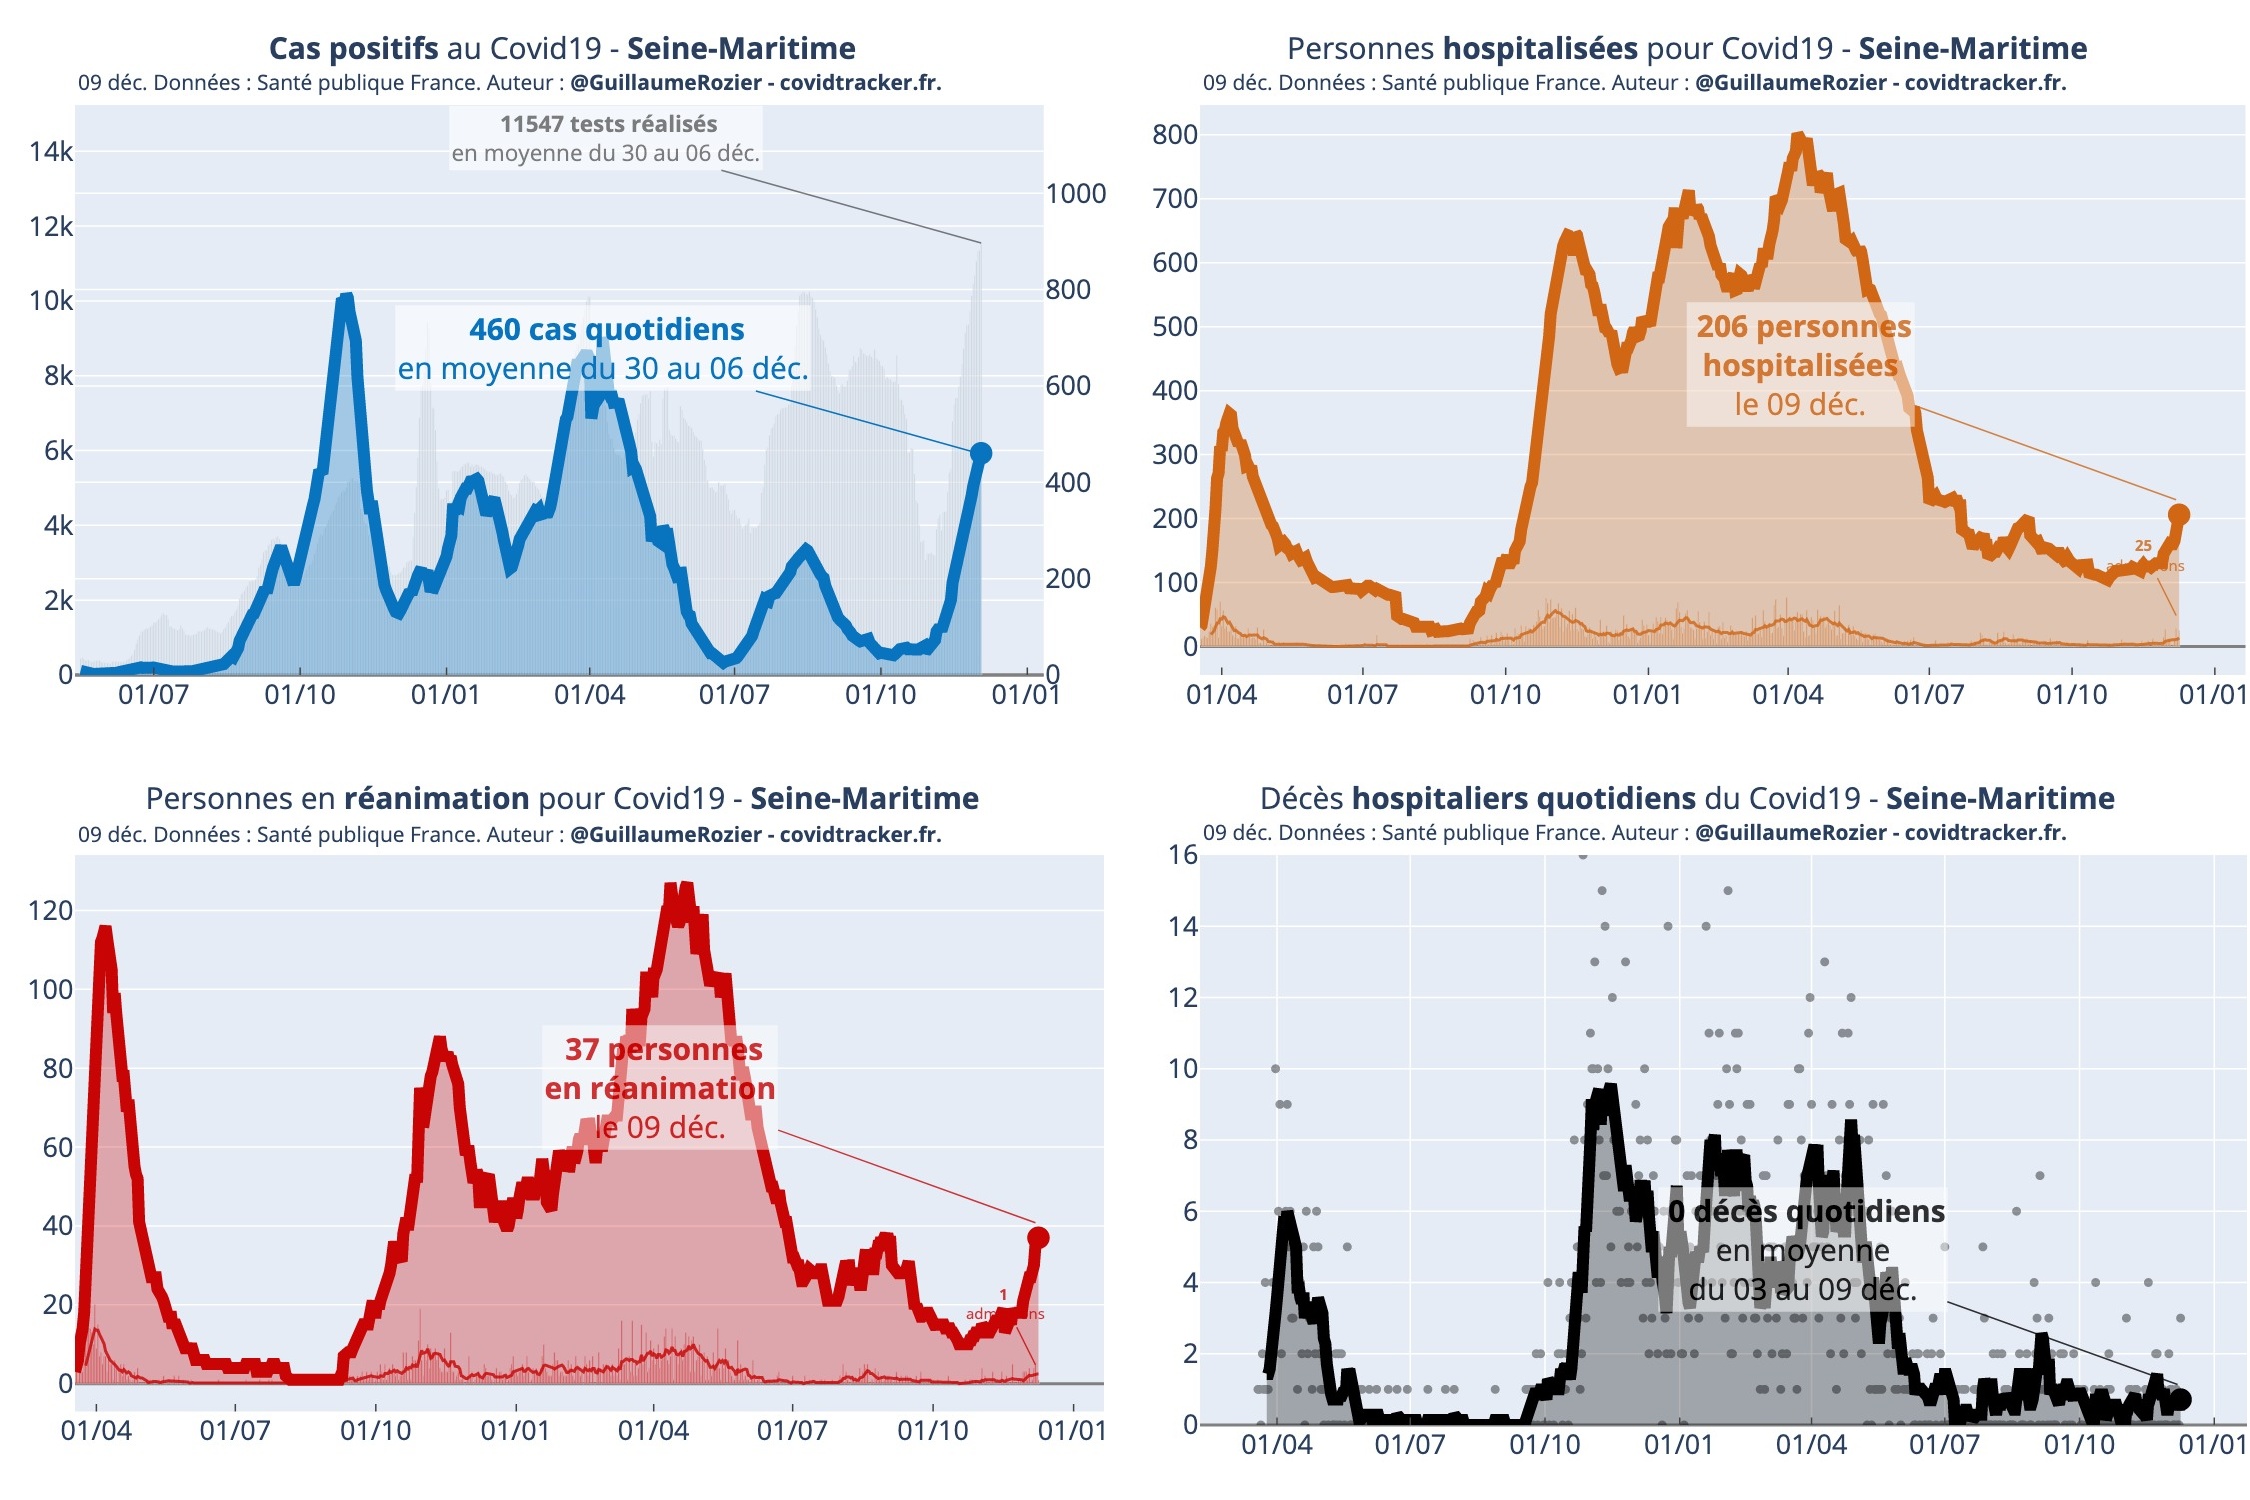 Cas positifs au Covid19 - Seine-Maritime
09 déc. Données : Santé publique France. Auteur : @GuillaumeRozier - covidtracker.fr.
11547 tests réalisés
en moyenne du 30 au 06 déc.
460 cas quotidiens
en moyenne du 30 au 06 déc.
14k
12k
10k
8k
6k
4k
2k
0
1000
800
600
400
200
0
01/07 01/10 01/01 01/04 01/07 01/10 01/01
Personnes hospitalisées pour Covid19 - Seine-Maritime
09 déc. Données : Santé publique France. Auteur : @GuillaumeRozier - covidtracker.fr.
800
700
600
500
400
300
200
100
0
206 personnes
hospitalisées
le 09 déc.
25
01/04 01/07 01/10 01/01 01/04 01/07 01/10 01/01
Personnes en réanimation pour Covid19 - Seine-Maritime
09 déc. Données : Santé publique France. Auteur : @GuillaumeRozier - covidtracker.fr.
120
100
80
60
40
20
0
37 personnes
en réanimation
le 09 déc.
1
01/04 01/07 01/10 01/01 01/04 01/07 01/10 01/01
Décès hospitaliers quotidiens du Covid19 - Seine-Maritime
09 déc. Données : Santé publique France. Auteur : @GuillaumeRozier - covidtracker.fr.
16
14
12
10
8
6
4
2
0
0 décès quotidiens
en moyenne
du 03 au 09 déc.
01/04 01/07 01/10 01/01 01/04 01/07 01/10 01/01